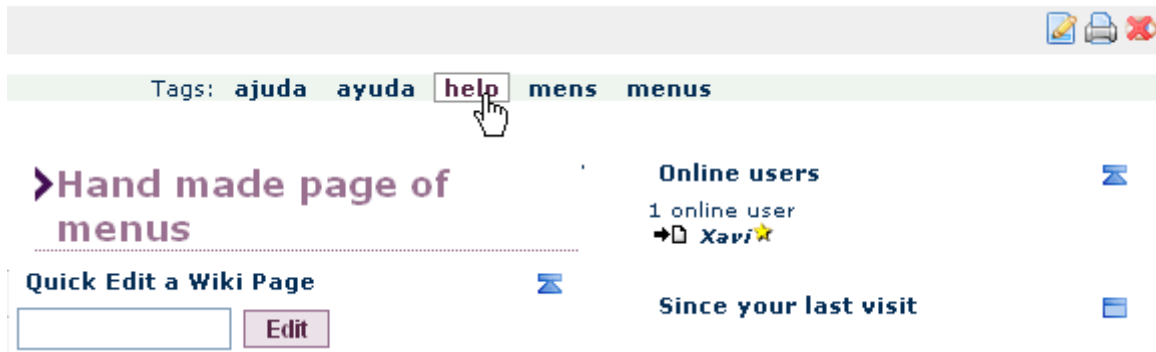 Tags: ajuda ayuda help mens menus
Hand made page of
menus
Quick Edit a Wiki Page
Edit
Online users
1 online user
Xavi
Since your last visit